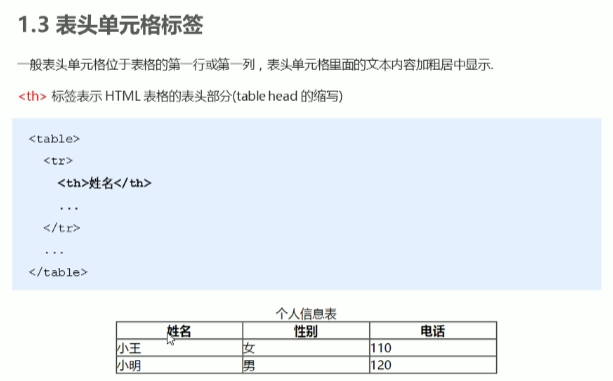 1.3 表头单元格标签
一般表头单元格位于表格的第一行或第一列，表头单元格里面的文本内容加粗居中显示.
<th> 标签表示 HTML 表格的表头部分(table head 的缩写)
<table>
<tr>
<th>姓名</th>
...
</tr>
...
</table>
个人信息表
姓名 性别 电话
小王 女 110
小明 男 120